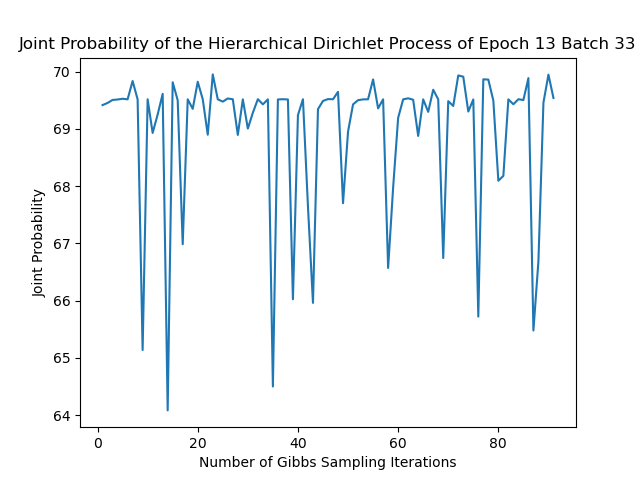 Joint Probability of the Hierarchical Dirichlet Process of Epoch 13 Batch 33
70
69
68
67
66
65
64
Joint Probability
0 20 40 60 80
Number of Gibbs Sampling Iterations